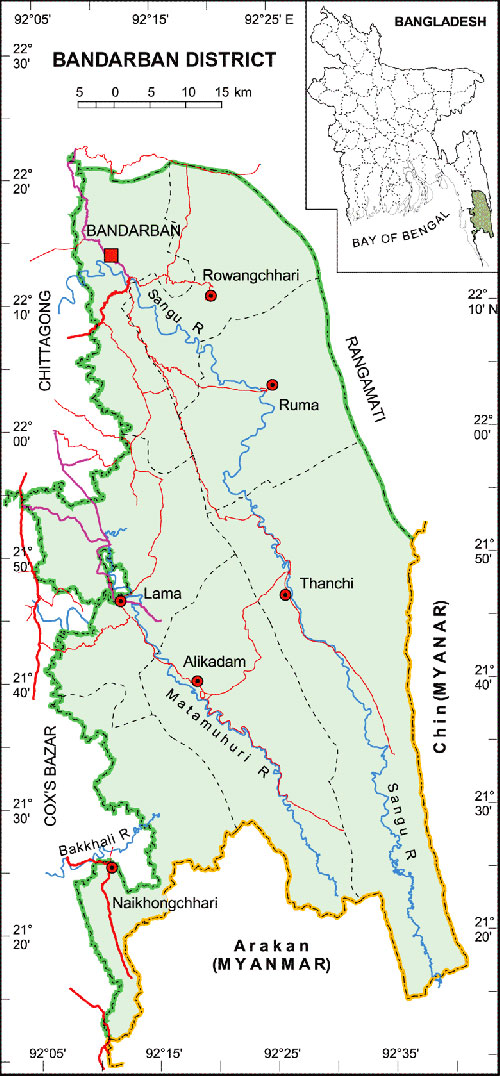 92° 05'
92° 15'
92° 25' E
22° 30'
BANDARBAN DISTRICT
5 0 5 10 15 km
BANGLADESH
BAY OF BENGAL
22° 20'
BANDARBAN
Rowangchhari
22° 10'
22° 10' N
Sangu R
CHITTAGONG
RANGAMATI
Ruma
22° 00'
22° 00'
21° 50'
21° 50'
Lama
Thanchi
Alikadam
21° 40'
21° 40'
Matamuhuri R
Chin (MYANAR)
COX'S BAZAR
21° 30'
21° 30'
Sangu R
Bakkhali R
Naikhongchhari
21° 20'
21° 20'
Arakan
(MYANMAR)
92°05'
92°15'
92°25'
92°35'